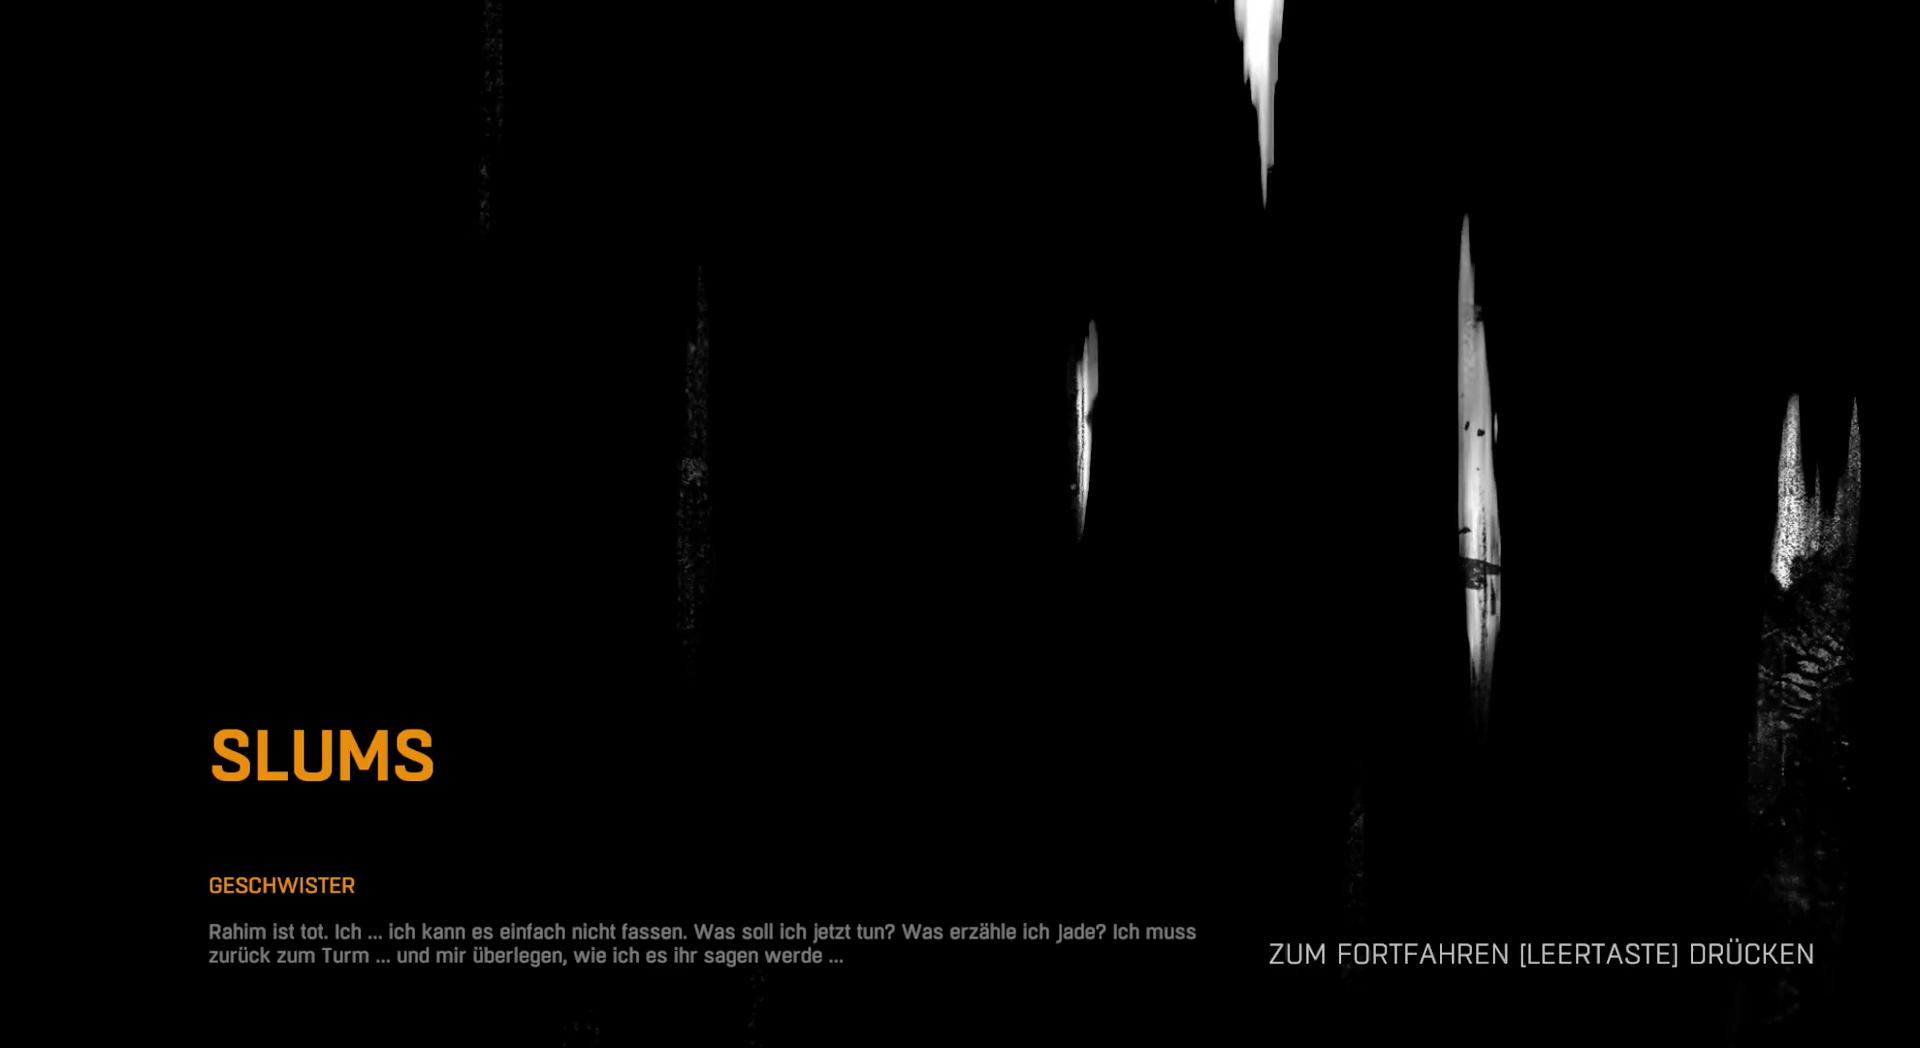 SLUMS
GESCHWISTER
Rahim ist tot. Ich ... ich kann es einfach nicht fassen. Was soll ich jetzt tun? Was erzähle ich Jade? Ich muss
zurück zum Turm ... und mir überlegen, wie ich es ihr sagen werde ...
ZUM FORTFAHREN [LEERTASTE] DRÜCKEN